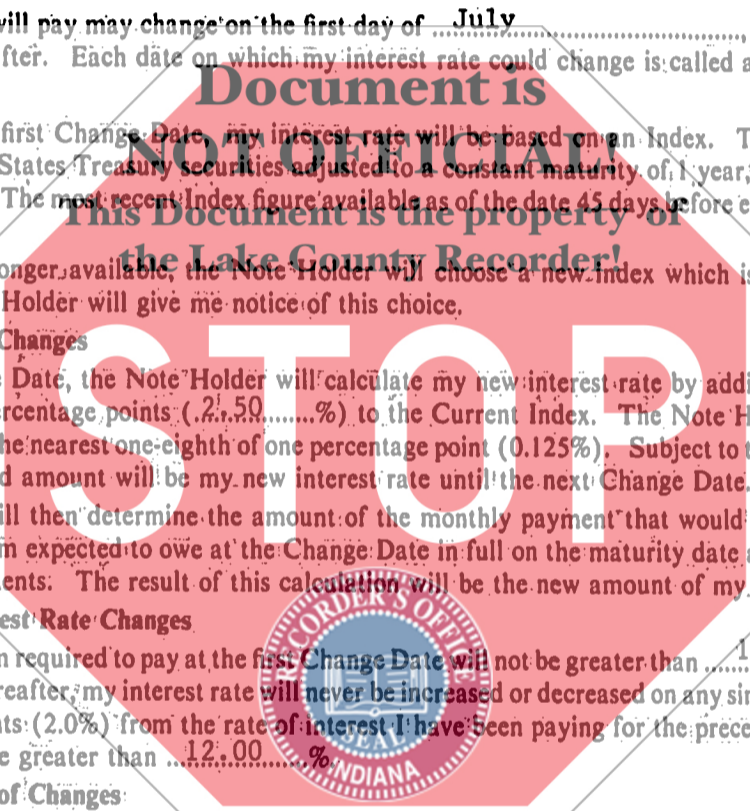 will pay may change on the first day of ...July...
fter. Each date on which my interest rate could change is called a
Document is
first Change Date, my interest rate will be based on an Index. T
NOT OFFICIAL!
States Treasury securities adjusted to a constant maturity of 1 year,
The most recent Index figure available as of the date 45 days before e
This Document is the property of
the Lake County Recorder!
onger available, the Note Holder will choose a new index which is
Holder will give me notice of this choice.
Changes
Date, the Note Holder will calculate my new interest rate by addi
rcentage points (.2.50......%) to the Current Index. The Note H
he nearest one-eighth of one percentage point (0.125%). Subject to t
d amount will be my new interest rate until the next Change Date.
STOP
ill then determine the amount of the monthly payment that would
m expected to owe at the Change Date in full on the maturity date a
ents. The result of this calculation will be the new amount of my
est Rate Changes
m required to pay at the first Change Date will not be greater than ......1
reafter, my interest rate will never be increased or decreased on any sin
ts (2.0%) from the rate of interest I have been paying for the prece
e greater than ..12.00......%.
of Changes
RECORDER'S OFFICE
SEAL
INDIANA